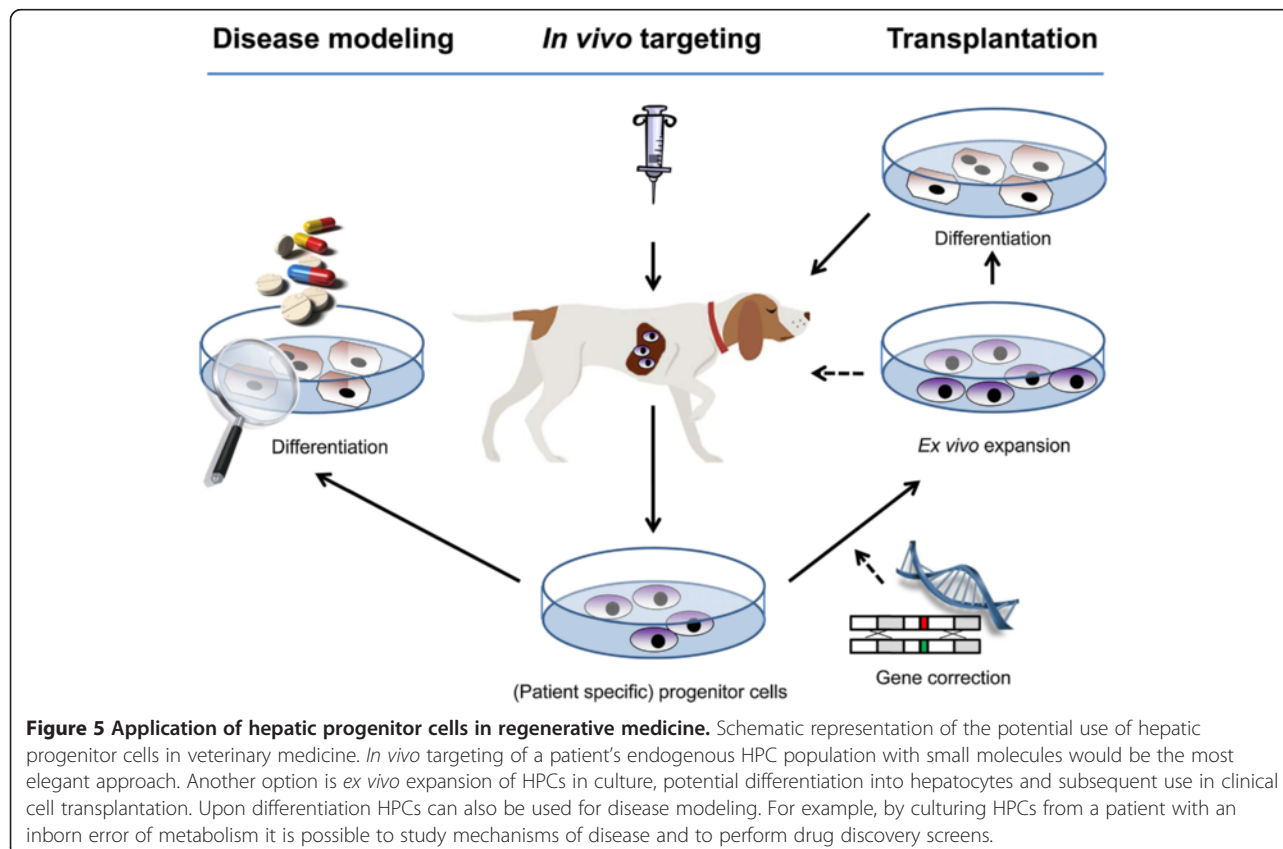 Disease modeling
In vivo targeting
Transplantation
Differentiation
Differentiation
Ex vivo expansion
(Patient specific) progenitor cells
Gene correction
Figure 5 Application of hepatic progenitor cells in regenerative medicine. Schematic representation of the potential use of hepatic
progenitor cells in veterinary medicine. In vivo targeting of a patient's endogenous HPC population with small molecules would be the most
elegant approach. Another option is ex vivo expansion of HPCs in culture, potential differentiation into hepatocytes and subsequent use in clinical
cell transplantation. Upon differentiation HPCs can also be used for disease modeling. For example, by culturing HPCs from a patient with an
inborn error of metabolism it is possible to study mechanisms of disease and to perform drug discovery screens.